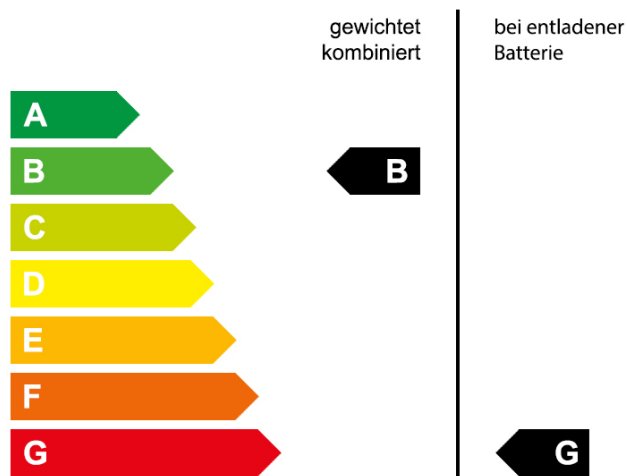 gewichtet
kombiniert
bei entladener
Batterie
A
B
B
C
D
E
F
G
G